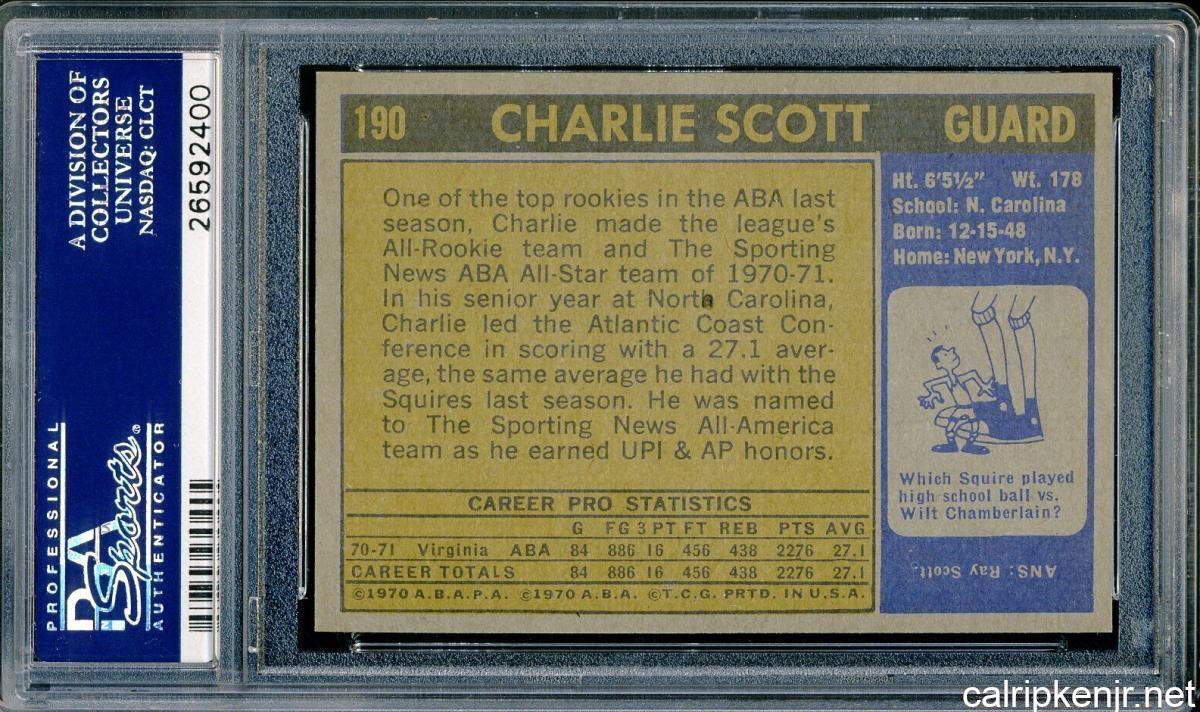 A DIVISION OF
COLLECTORS
UNIVERSE
NASDAQ: CLCT
26592400
PROFESSIONAL
PSA
Sports®
AUTHENTICATOR
190 CHARLIE SCOTT GUARD
One of the top rookies in the ABA last
season, Charlie made the league's
All-Rookie team and The Sporting
News ABA All-Star team of 1970-71.
In his senior year at North Carolina,
Charlie led the Atlantic Coast Con-
ference in scoring with a 27.1 aver-
age, the same average he had with the
Squires last season. He was named
to The Sporting News All-America
team as he earned UPI & AP honors.
CAREER PRO STATISTICS
G FG 3 PT FT REB PTS AVG
70-71 Virginia ABA 84 886 16 456 438 2276 27.1
CAREER TOTALS 84 886 16 456 438 2276 27.1
©1970 A.B.A.P.A. ©1970 A.B.A. ©T.C.G. PRTD. IN U.S.A.
Ht. 6'5½" Wt. 178
School: N. Carolina
Born: 12-15-48
Home: New York, N.Y.
Which Squire played
high school ball vs.
Wilt Chamberlain?
ANS: Ray Scott.
calripkenjr.net